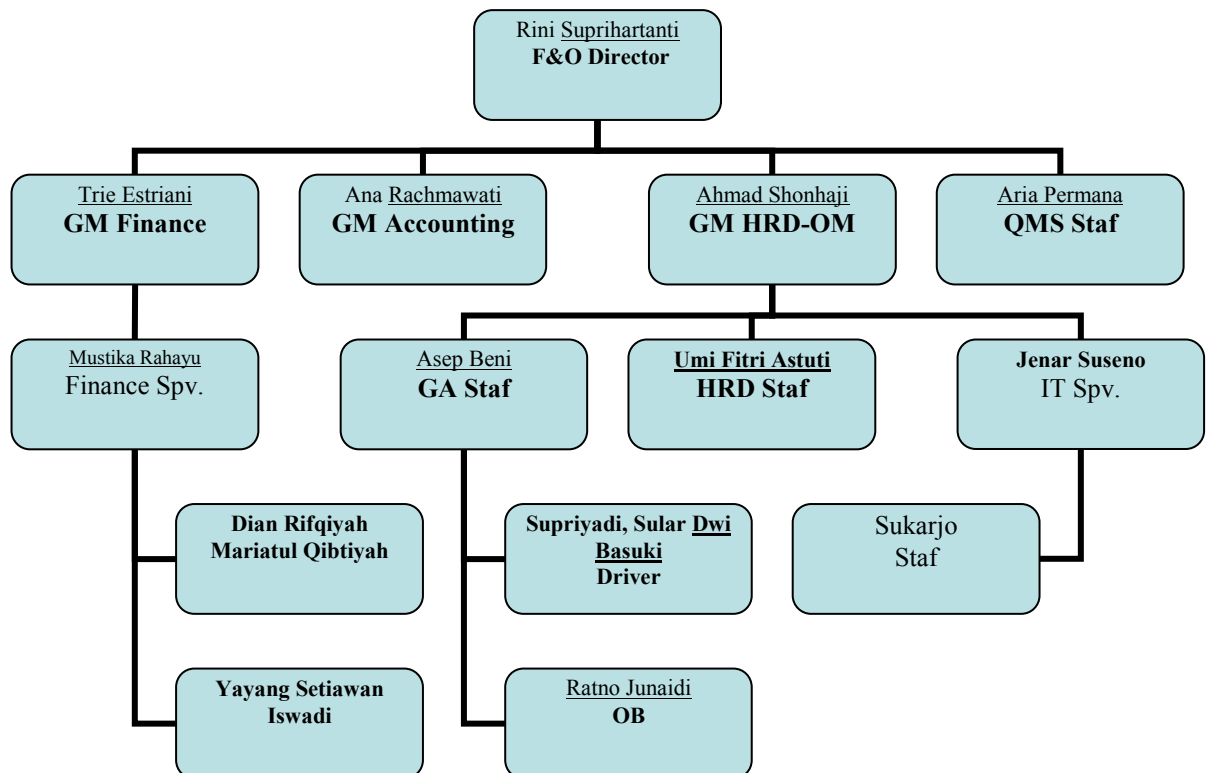 Rini Suprihartanti
F&O Director
Trie Estriani
GM Finance
Ana Rachmawati
GM Accounting
Ahmad Shonhaji
GM HRD-OM
Aria Permana
QMS Staf
Mustika Rahayu
Finance Spv.
Asep Beni
GA Staf
Umi Fitri Astuti
HRD Staf
Jenar Suseno
IT Spv.
Dian Rifqiyah
Mariatul Qibtiyah
Supriyadi, Sular Dwi
Basuki
Driver
Sukarjo
Staf
Yayang Setiawan
Iswadi
Ratno Junaidi
OB